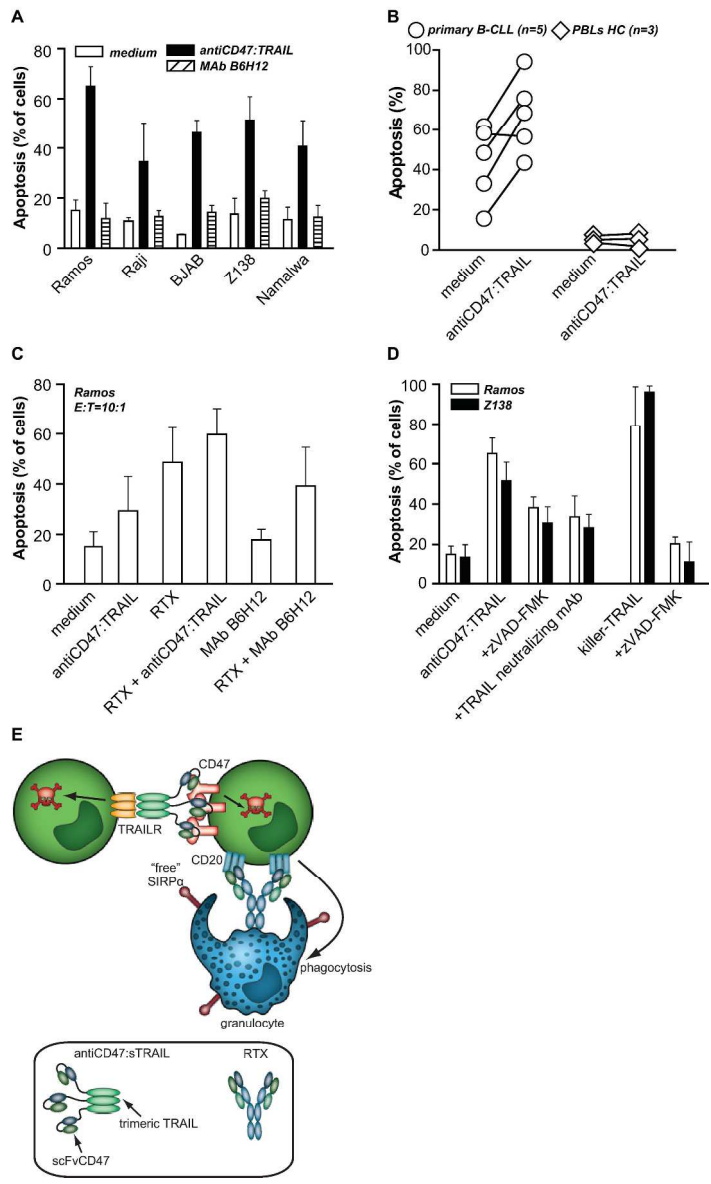 A
medium
antiCD47:TRAIL
MAb B6H12
Apoptosis (% of cells)
80
60
40
20
0
Ramos
Raji
BJAB
Z138
Namalwa
B
primary B-CLL (n=5)
PBLs HC (n=3)
Apoptosis (%)
100
80
60
40
20
0
medium
antiCD47:TRAIL
medium
antiCD47:TRAIL
C
Ramos
E:T=10:1
Apoptosis (% of cells)
80
60
40
20
0
medium
antiCD47:TRAIL
RTX
RTX + antiCD47:TRAIL
MAb B6H12
RTX + MAb B6H12
D
Ramos
Z138
Apoptosis (% of cells)
100
80
60
40
20
0
medium
antiCD47:TRAIL
+zVAD-FMK
+TRAIL neutralizing mAb
killer-TRAIL
+zVAD-FMK
E
CD47
TRAILR
CD20
“free”
SIRPα
phagocytosis
granulocyte
antiCD47:sTRAIL
RTX
trimeric TRAIL
scFvCD47